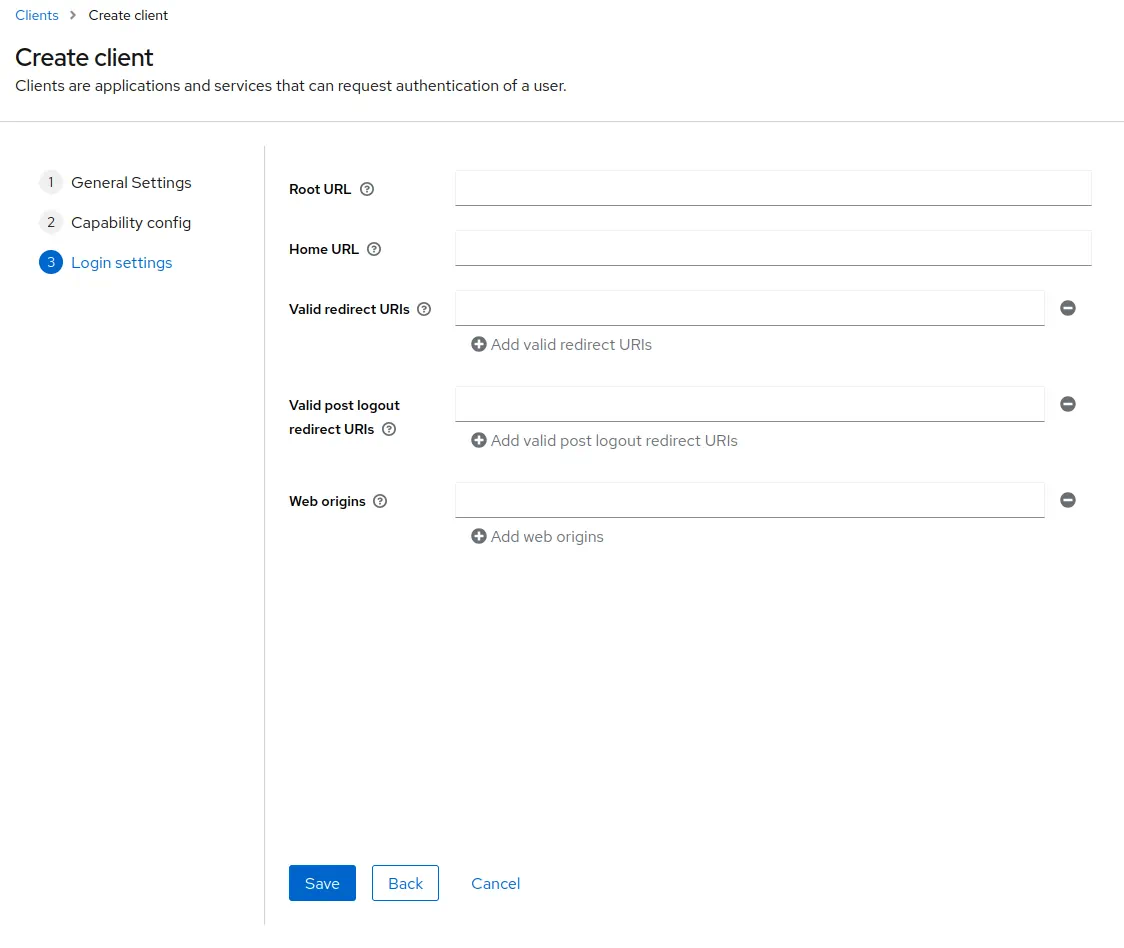 Clients > Create client
Create client
Clients are applications and services that can request authentication of a user.
1 General Settings
2 Capability config
3 Login settings
Root URL ?
Home URL ?
Valid redirect URIs ?
Add valid redirect URIs
Valid post logout
redirect URIs ?
Add valid post logout redirect URIs
Web origins ?
Add web origins
Save Back Cancel